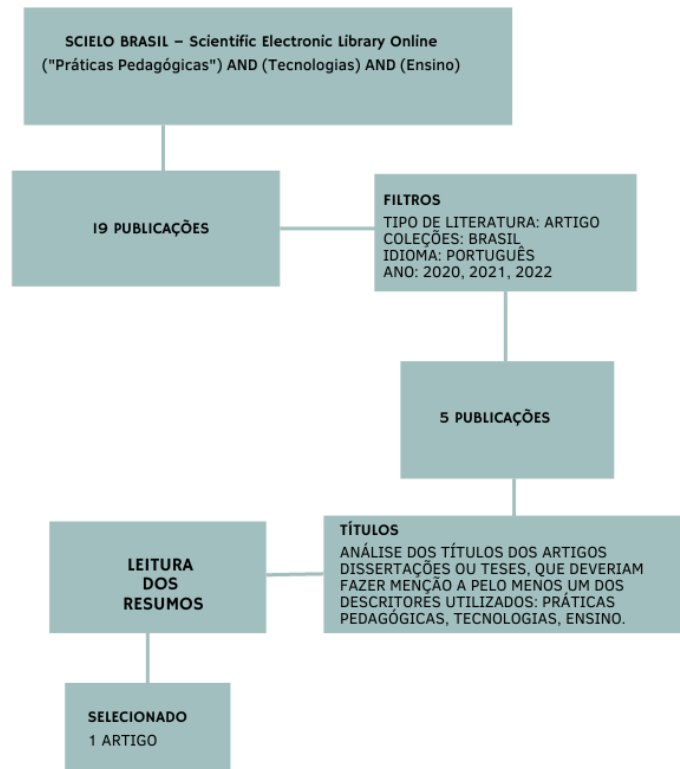 SCIELO BRASIL – Scientific Electronic Library Online
("Práticas Pedagógicas") AND (Tecnologias) AND (Ensino)
19 PUBLICAÇÕES
FILTROS
TIPO DE LITERATURA: ARTIGO
COLEÇÕES: BRASIL
IDIOMA: PORTUGUÊS
ANO: 2020, 2021, 2022
5 PUBLICAÇÕES
TÍTULOS
ANÁLISE DOS TÍTULOS DOS ARTIGOS
DISSERTAÇÕES OU TESES, QUE DEVERIAM
FAZER MENÇÃO A PELO MENOS UM DOS
DESCRITORES UTILIZADOS: PRÁTICAS
PEDAGÓGICAS, TECNOLOGIAS, ENSINO.
LEITURA
DOS
RESUMOS
SELECIONADO
1 ARTIGO